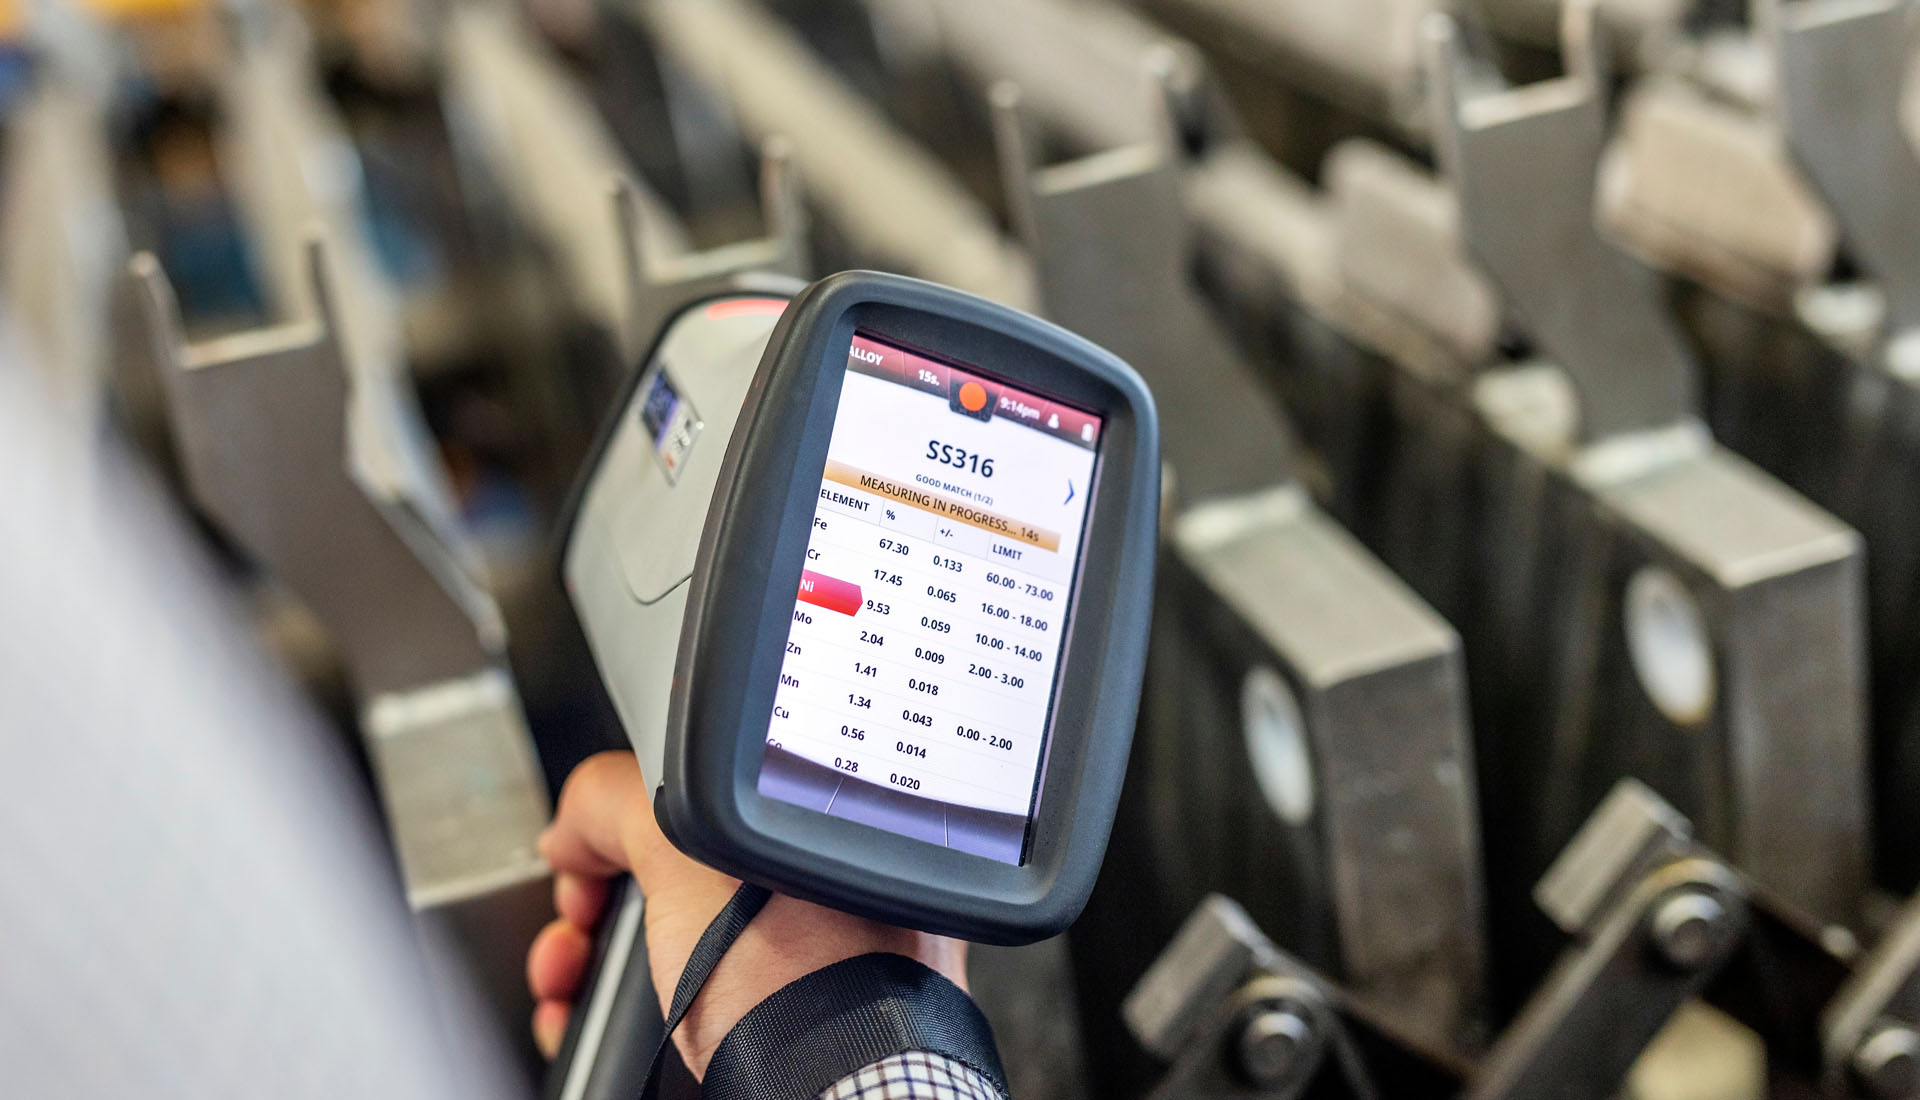 ALLOY 15s. 9:14pm
SS316
GOOD MATCH (1/2)
MEASURING IN PROGRESS... 14s
ELEMENT % +/- LIMIT
Fe 67.30 0.133 60.00 - 73.00
Cr 17.45 0.065 16.00 - 18.00
Ni 9.53 0.059 10.00 - 14.00
Mo 2.04 0.009 2.00 - 3.00
Zn 1.41 0.018
Mn 1.34 0.043 0.00 - 2.00
Cu 0.56 0.014
Co 0.28 0.020